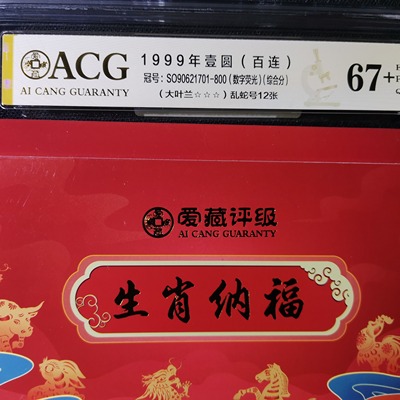 爱藏 ACG
AI CANG GUARANTY
1999年壹圆（百连）
冠号：SO90621701-800（数字荧光）（综合分）
（大叶兰☆☆☆）乱蛇号12张
67+
爱藏评级
AI CANG GUARANTY
生肖纳福